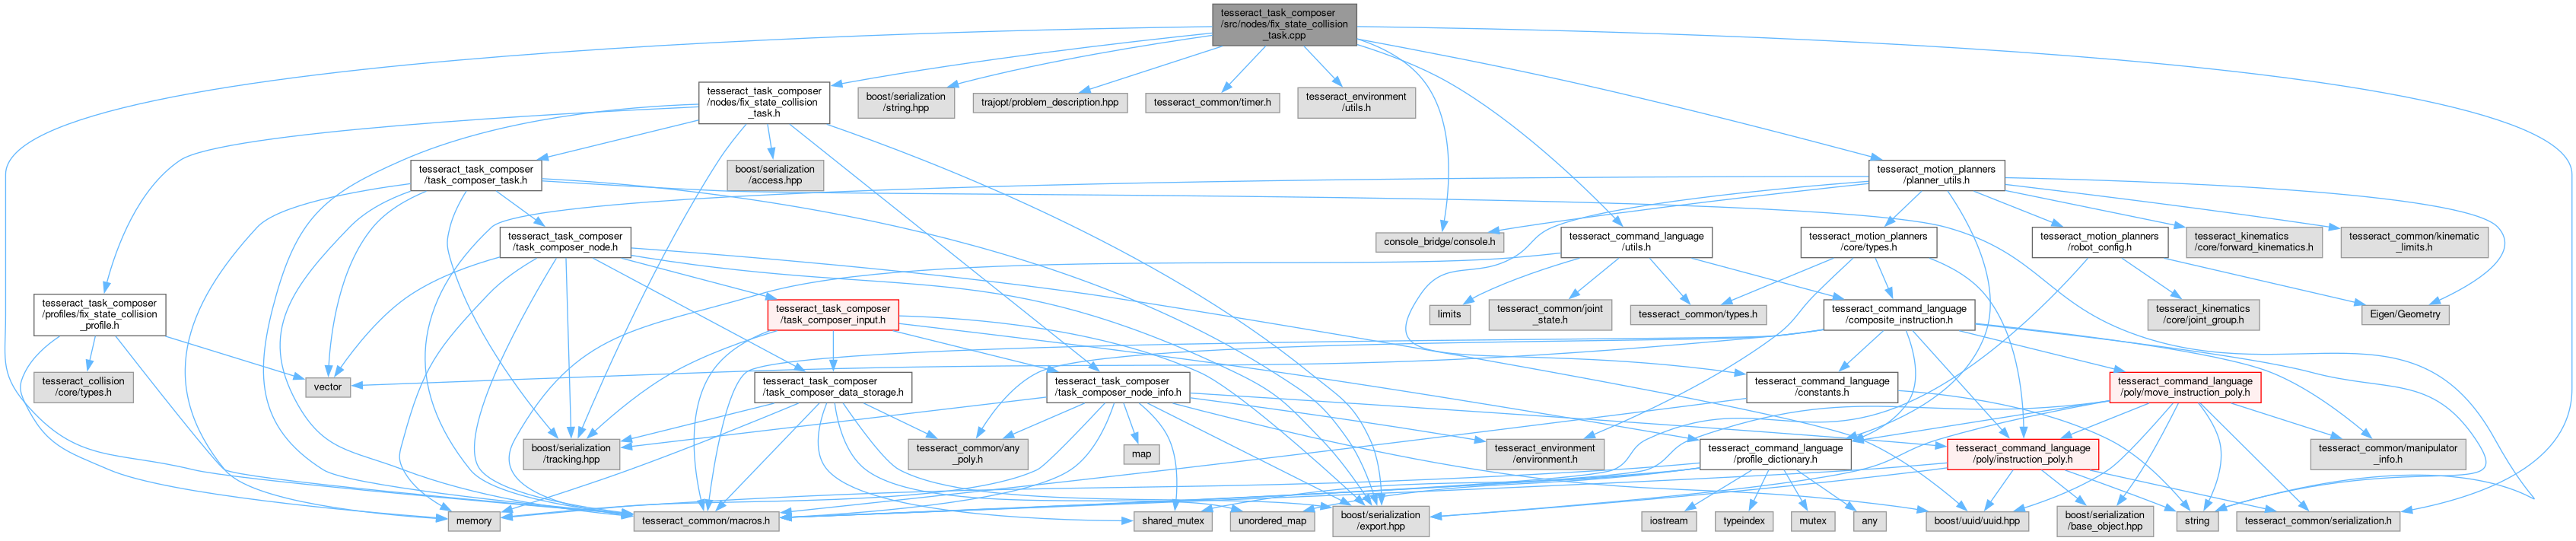 tesseract_task_composer
/src/nodes/fix_state_collision
_task.cpp
tesseract_task_composer
/nodes/fix_state_collision
_task.h
boost/serialization
/string.hpp
trajopt/problem_description.hpp
tesseract_common/timer.h
tesseract_environment
/utils.h
tesseract_task_composer
/task_composer_task.h
boost/serialization
/access.hpp
tesseract_motion_planners
/planner_utils.h
tesseract_task_composer
/task_composer_node.h
console_bridge/console.h
tesseract_command_language
/utils.h
tesseract_motion_planners
/core/types.h
tesseract_motion_planners
/robot_config.h
tesseract_kinematics
/core/forward_kinematics.h
tesseract_common/kinematic
_limits.h
tesseract_task_composer
/profiles/fix_state_collision
_profile.h
tesseract_task_composer
/task_composer_input.h
limits
tesseract_common/joint
_state.h
tesseract_common/types.h
tesseract_command_language
/composite_instruction.h
tesseract_kinematics
/core/joint_group.h
Eigen/Geometry
tesseract_collision
/core/types.h
vector
tesseract_task_composer
/task_composer_data_storage.h
tesseract_task_composer
/task_composer_node_info.h
tesseract_command_language
/constants.h
tesseract_command_language
/poly/move_instruction_poly.h
boost/serialization
/tracking.hpp
tesseract_common/any
_poly.h
map
tesseract_environment
/environment.h
tesseract_command_language
/profile_dictionary.h
tesseract_command_language
/poly/instruction_poly.h
tesseract_common/manipulator
_info.h
memory
tesseract_common/macros.h
shared_mutex
unordered_map
boost/serialization
/export.hpp
iostream
typeindex
mutex
any
boost/uuid/uuid.hpp
boost/serialization
/base_object.hpp
string
tesseract_common/serialization.h